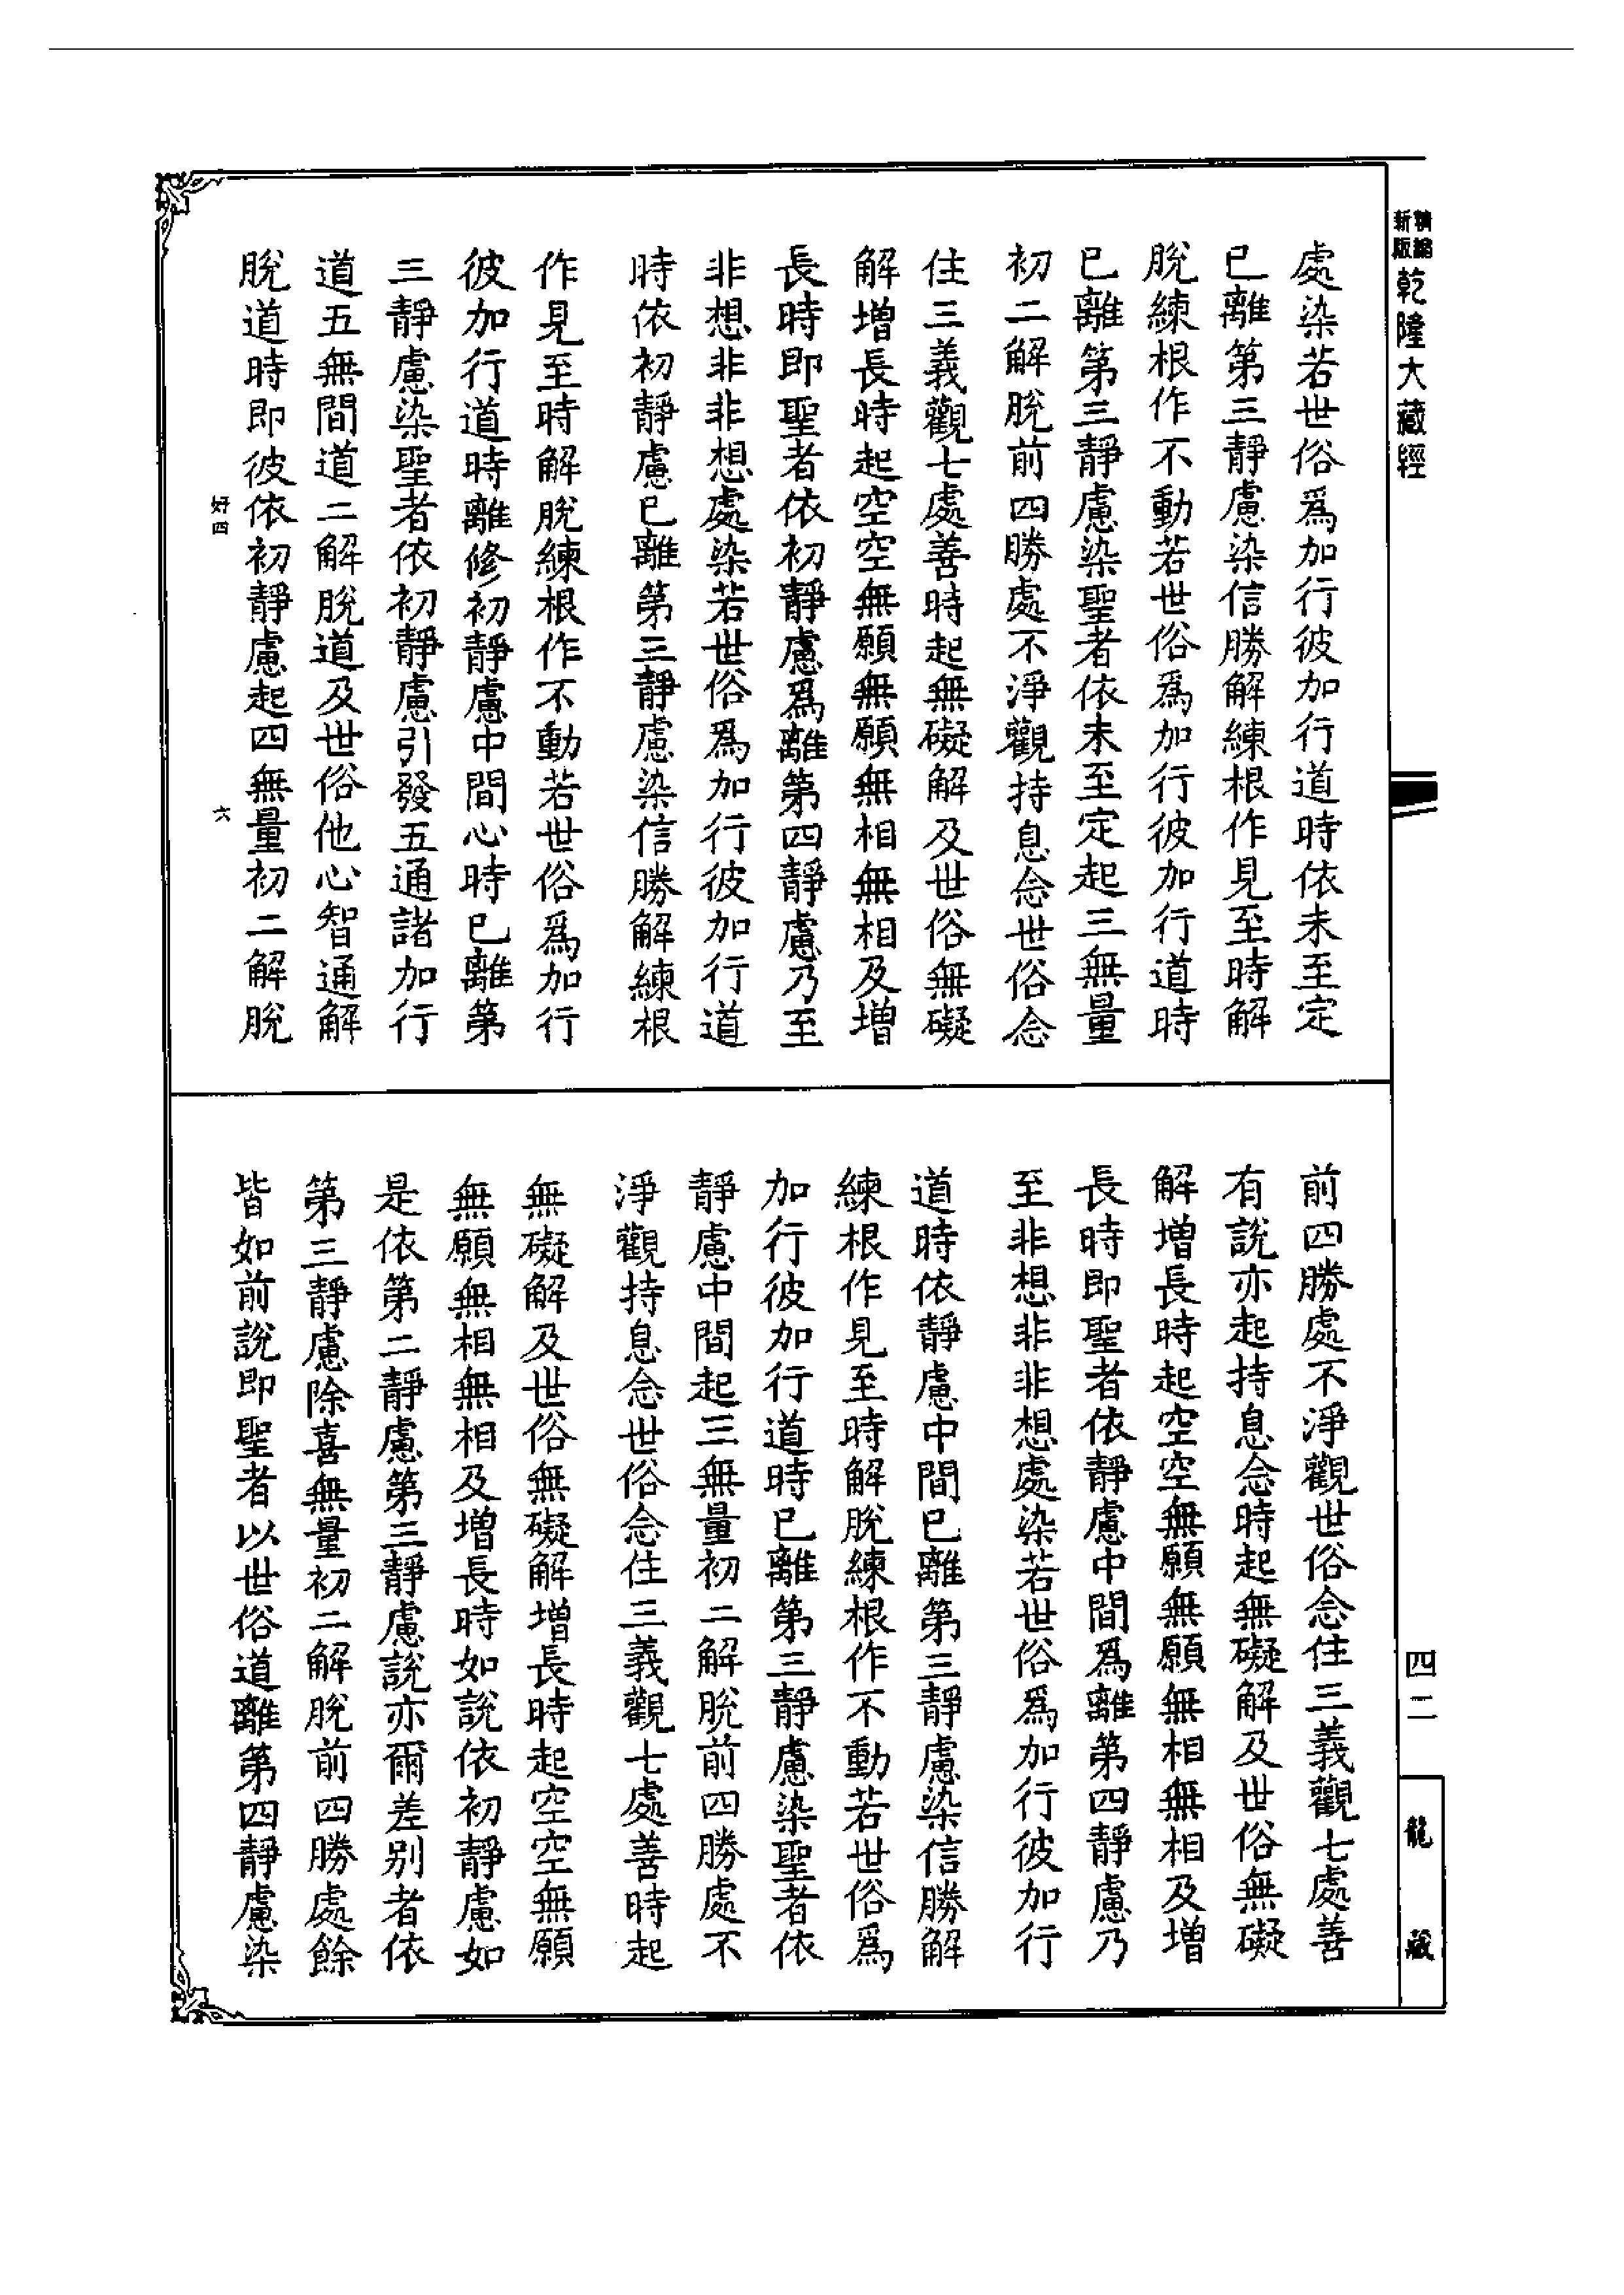 新版
精編
乾隆大藏經
處染若世俗爲加行彼加行道時依未至定
已離第三靜慮染信勝解練根作見至時解
脫練根作不動若世俗爲加行彼加行道時
已離第三靜慮染聖者依未至定起三無量
初二解脫前四勝處不淨觀持息念世俗念
住三義觀七處善時起無礙解及世俗無礙
解增長時起空空無願無願無相無相及增
長時即聖者依初靜慮爲離第四靜慮乃至
非想非非想處染若世俗爲加行彼加行道
時依初靜慮已離第三靜慮染信勝解練根
作見至時解脫練根作不動若世俗爲加行
彼加行道時離修初靜慮中間心時已離第
三靜慮染聖者依初靜慮引發五通諸加行
道五無間道二解脫道及世俗他心智通解
脫道時即彼依初靜慮起四無量初二解脫
好四
六
前四勝處不淨觀世俗念住三義觀七處善
有說亦起持息念時起無礙解及世俗無礙
解增長時起空空無願無願無相無相及增
長時即聖者依靜慮中間爲離第四靜慮乃
至非想非非想處染若世俗爲加行彼加行
道時依靜慮中間已離第三靜慮染信勝解
練根作見至時解脫練根作不動若世俗爲
加行彼加行道時已離第三靜慮染聖者依
靜慮中間起三無量初二解脫前四勝處不
淨觀持息念世俗念住三義觀七處善時起
無礙解及世俗無礙解增長時起空空無願
無願無相無相及增長時如說依初靜慮如
是依第二靜慮第三靜慮說亦爾差別者依
第三靜慮除喜無量初二解脫前四勝處餘
皆如前說即聖者以世俗道離第四靜慮染
四二
龍藏